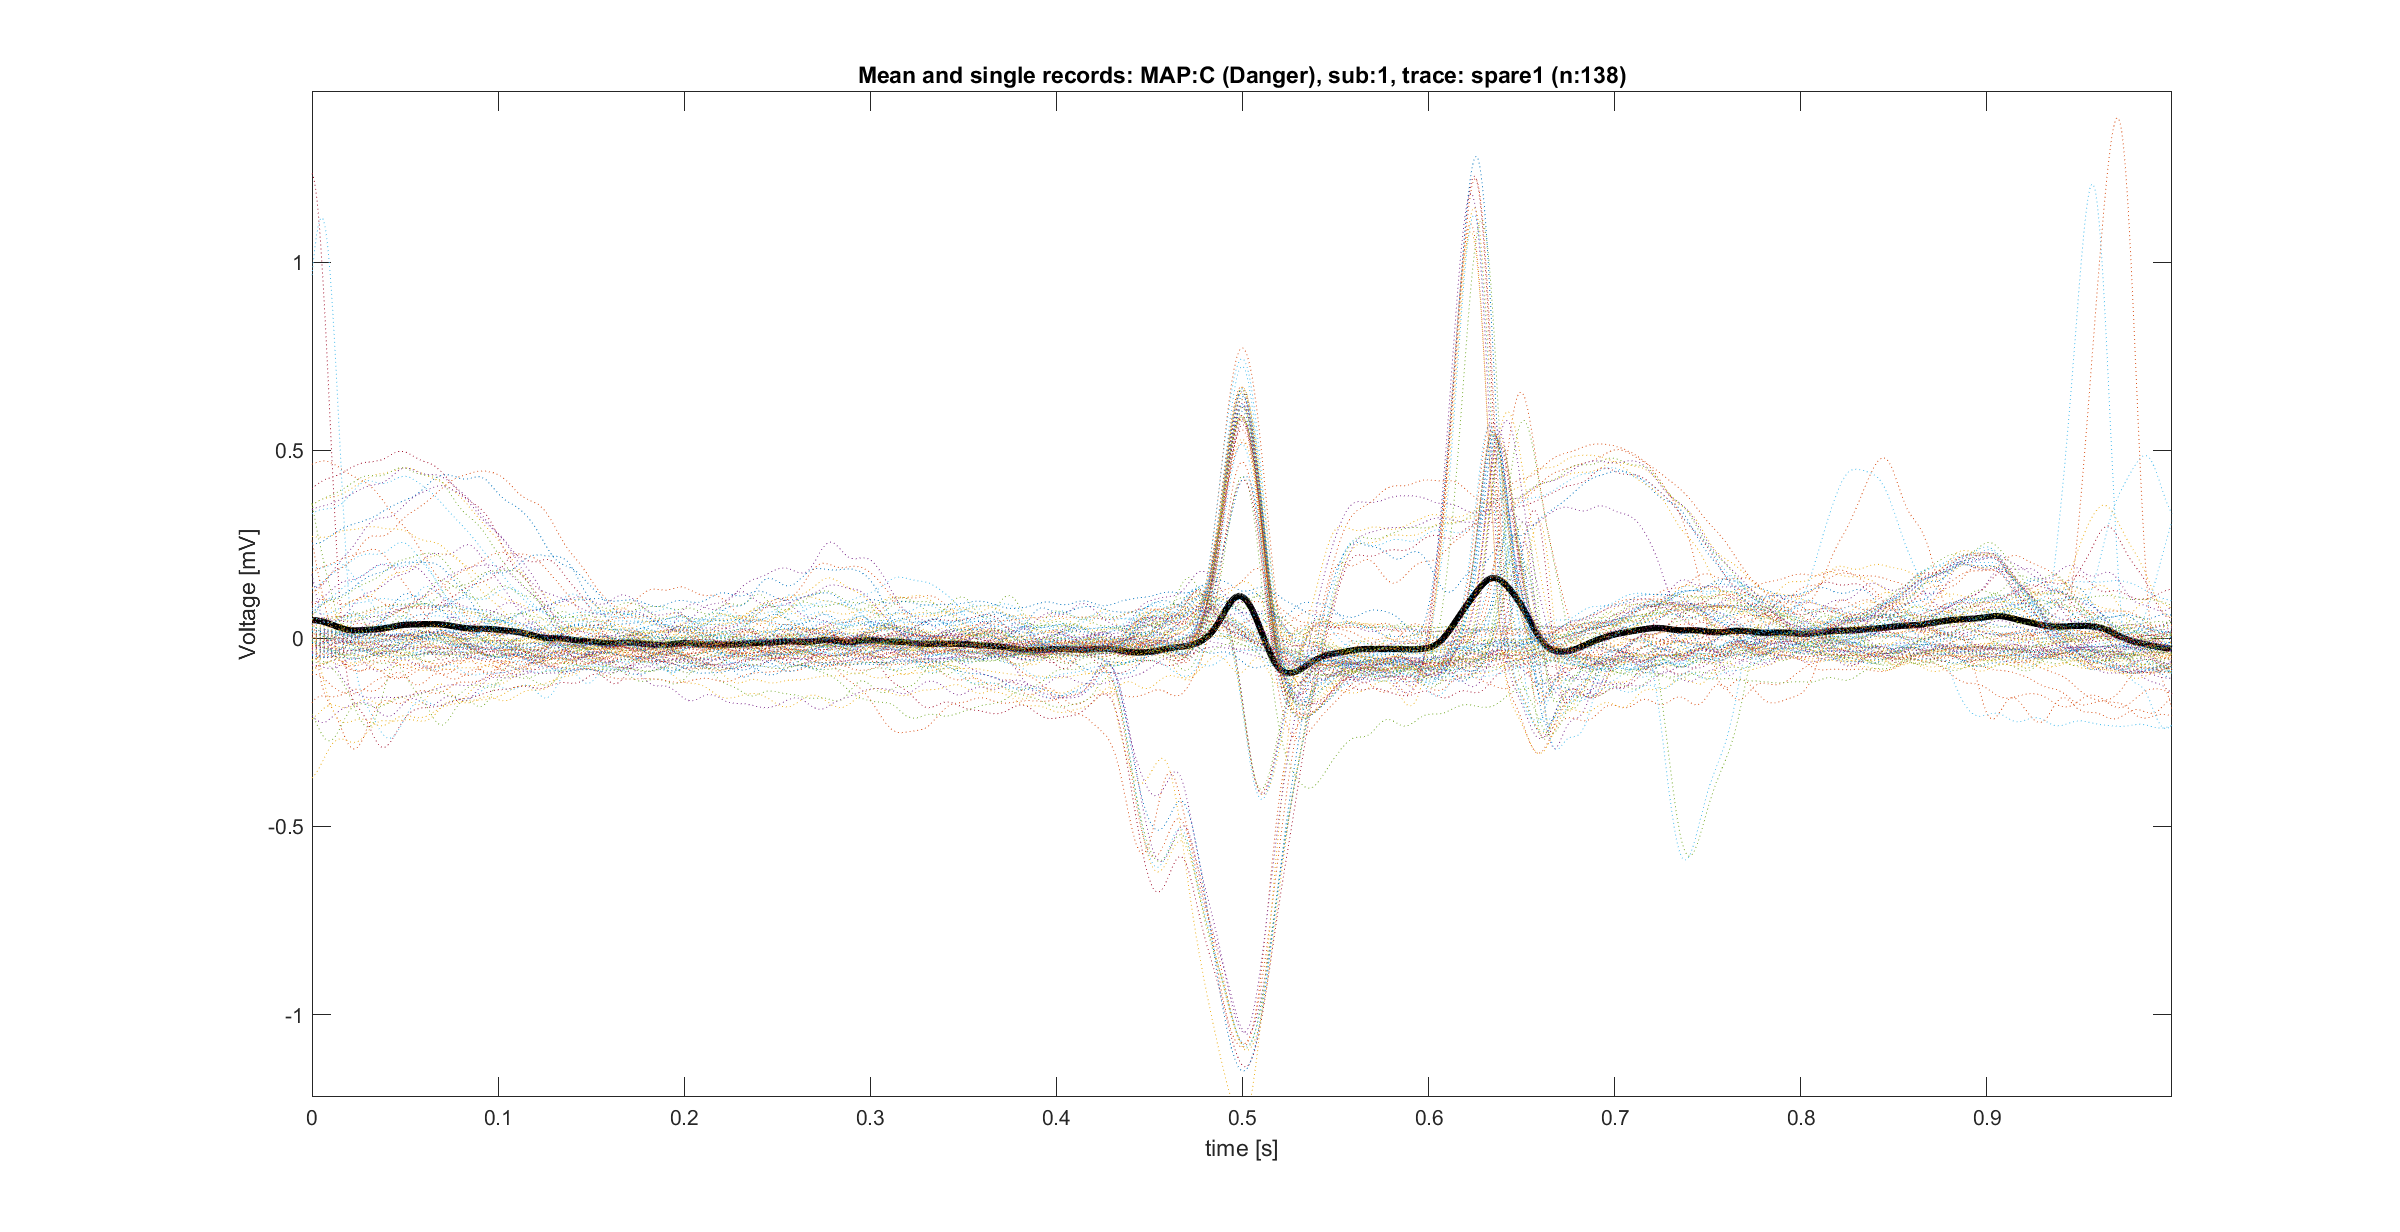 Mean and single records: MAP:C (Danger), sub:1, trace: spare1 (n:138)
Voltage [mV]
1
0.5
0
-0.5
-1
0 0.1 0.2 0.3 0.4 0.5 0.6 0.7 0.8 0.9
time [s]